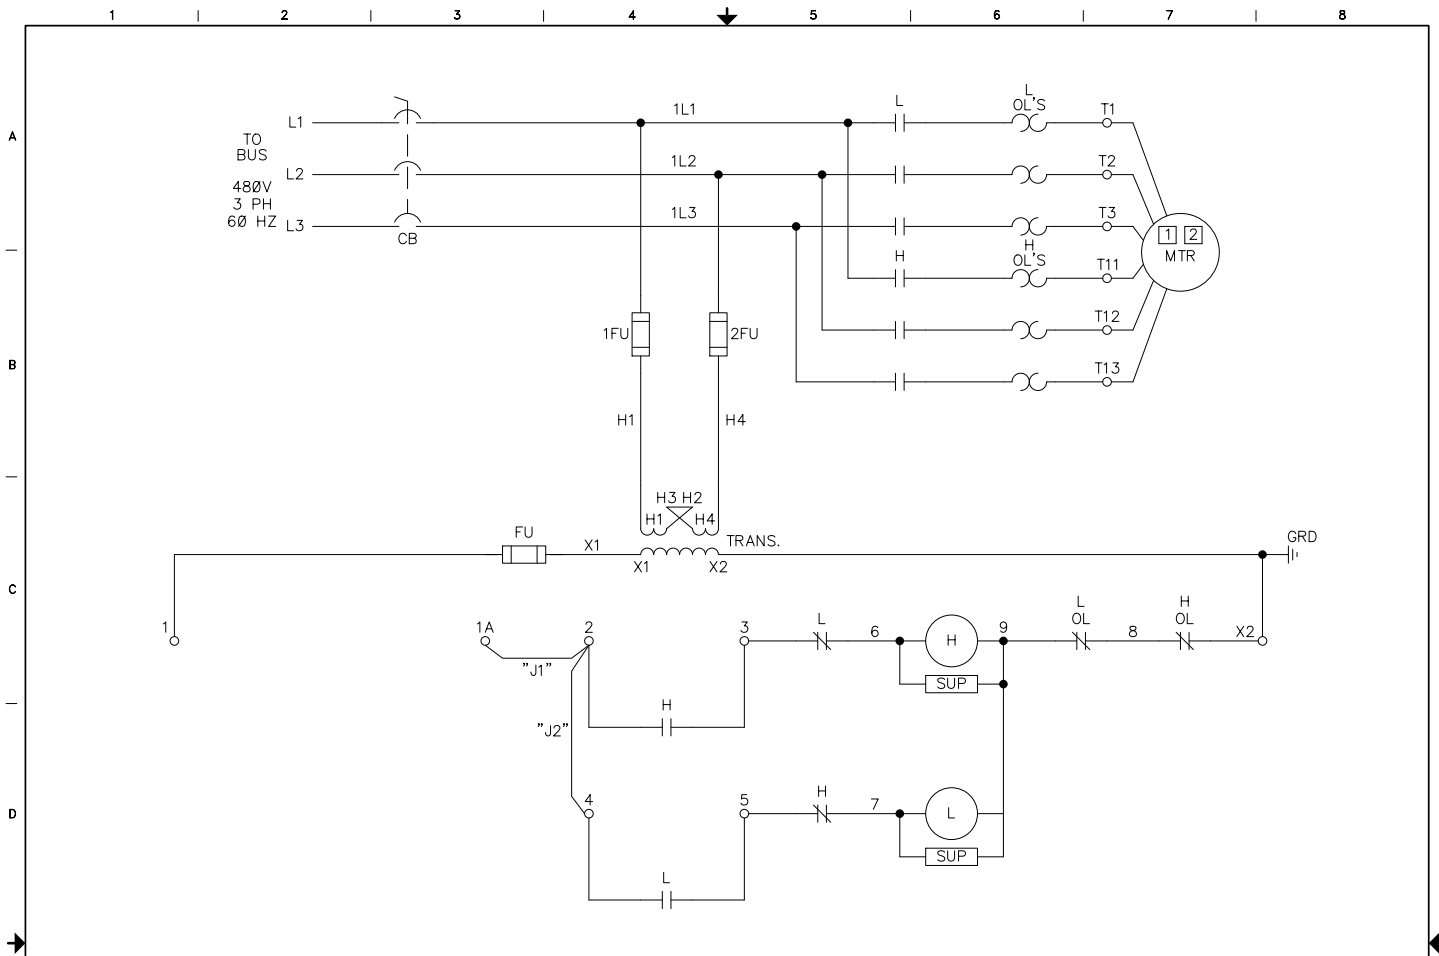 1 2 3 4 5 6 7 8
A
B
C
D
TO
BUS
480V
3 PH
60 HZ
L1
L2
L3
CB
1L1
1L2
1L3
L
L
OL'S
T1
T2
T3
H
H
OL'S
T11
T12
T13
1 2
MTR
1FU
2FU
H1
H4
H3 H2
H1 H4
TRANS.
FU
X1
X1 X2
GRD
1
1A
2
3
L
6
H
9
L
OL
8
H
OL
X2
"J1"
SUP
H
"J2"
4
5
H
7
L
SUP
L